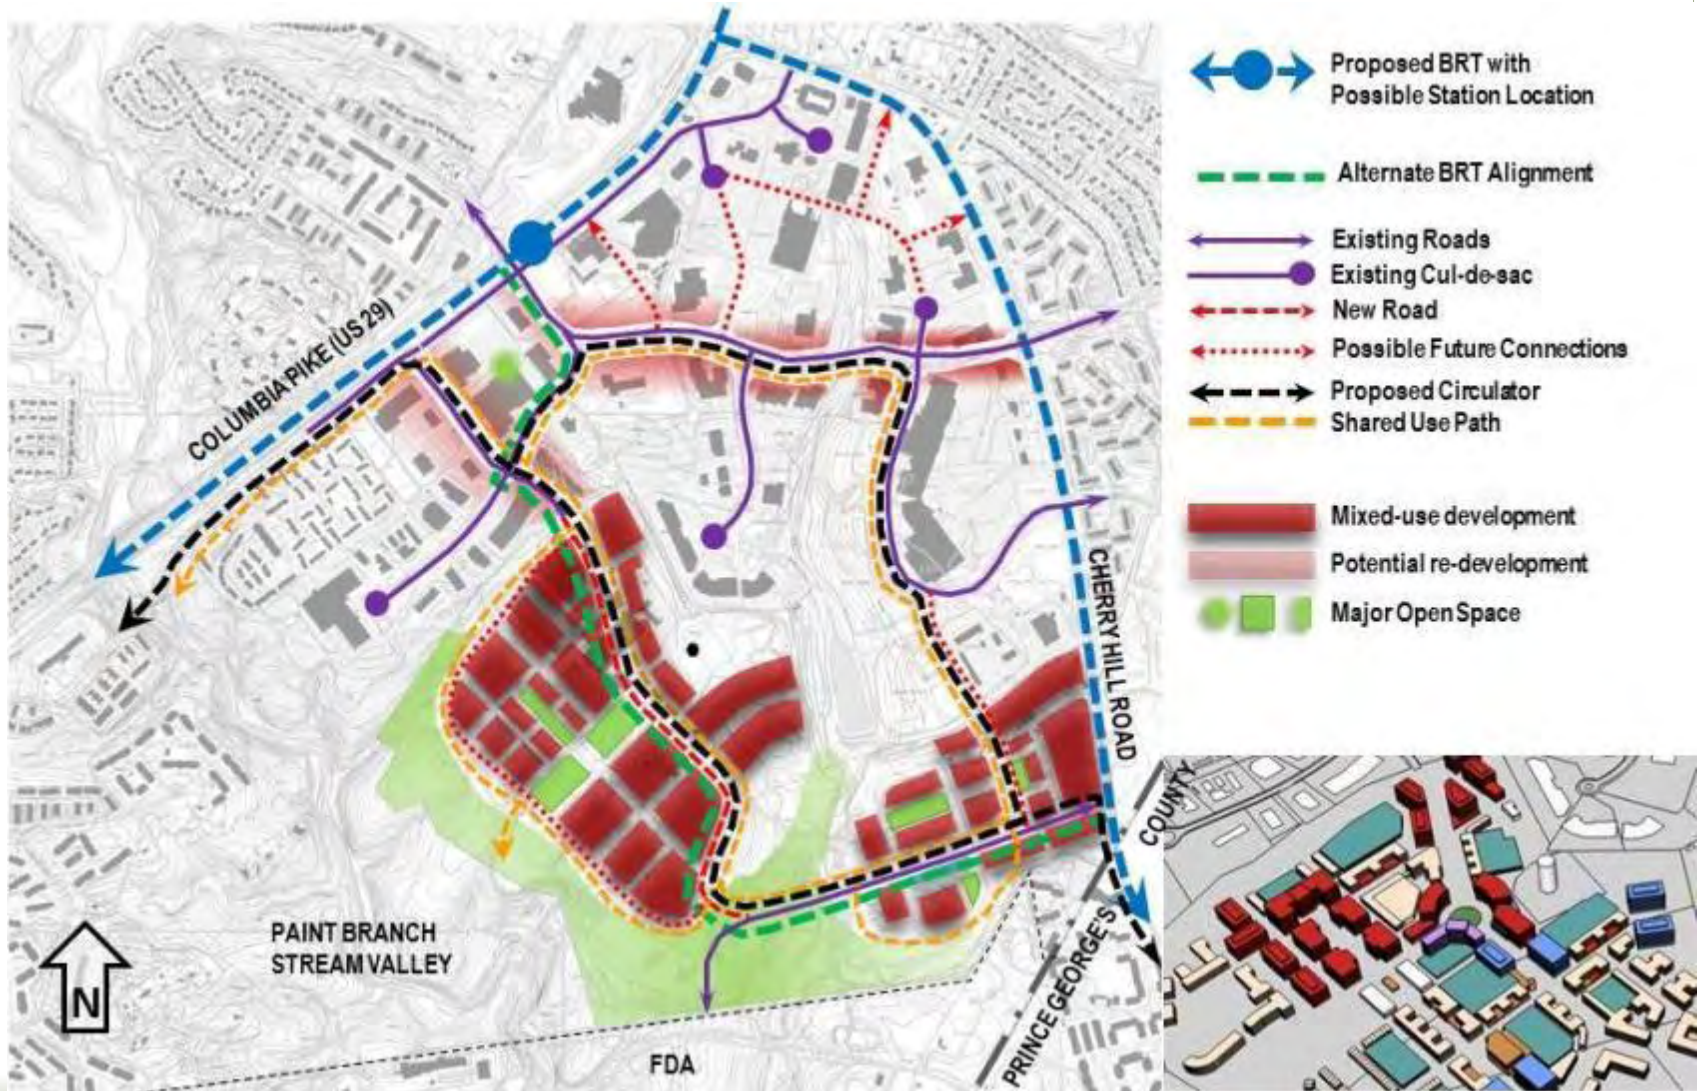 Proposed BRT with
Possible Station Location
Alternate BRT Alignment
Existing Roads
Existing Cul-de-sac
New Road
Possible Future Connections
Proposed Circulator
Shared Use Path
Mixed-use development
Potential re-development
Major Open Space
COLUMBIA PIKE (US 29)
CHERRY HILL ROAD
PRINCE GEORGE'S COUNTY
PAINT BRANCH
STREAM VALLEY
N
FDA